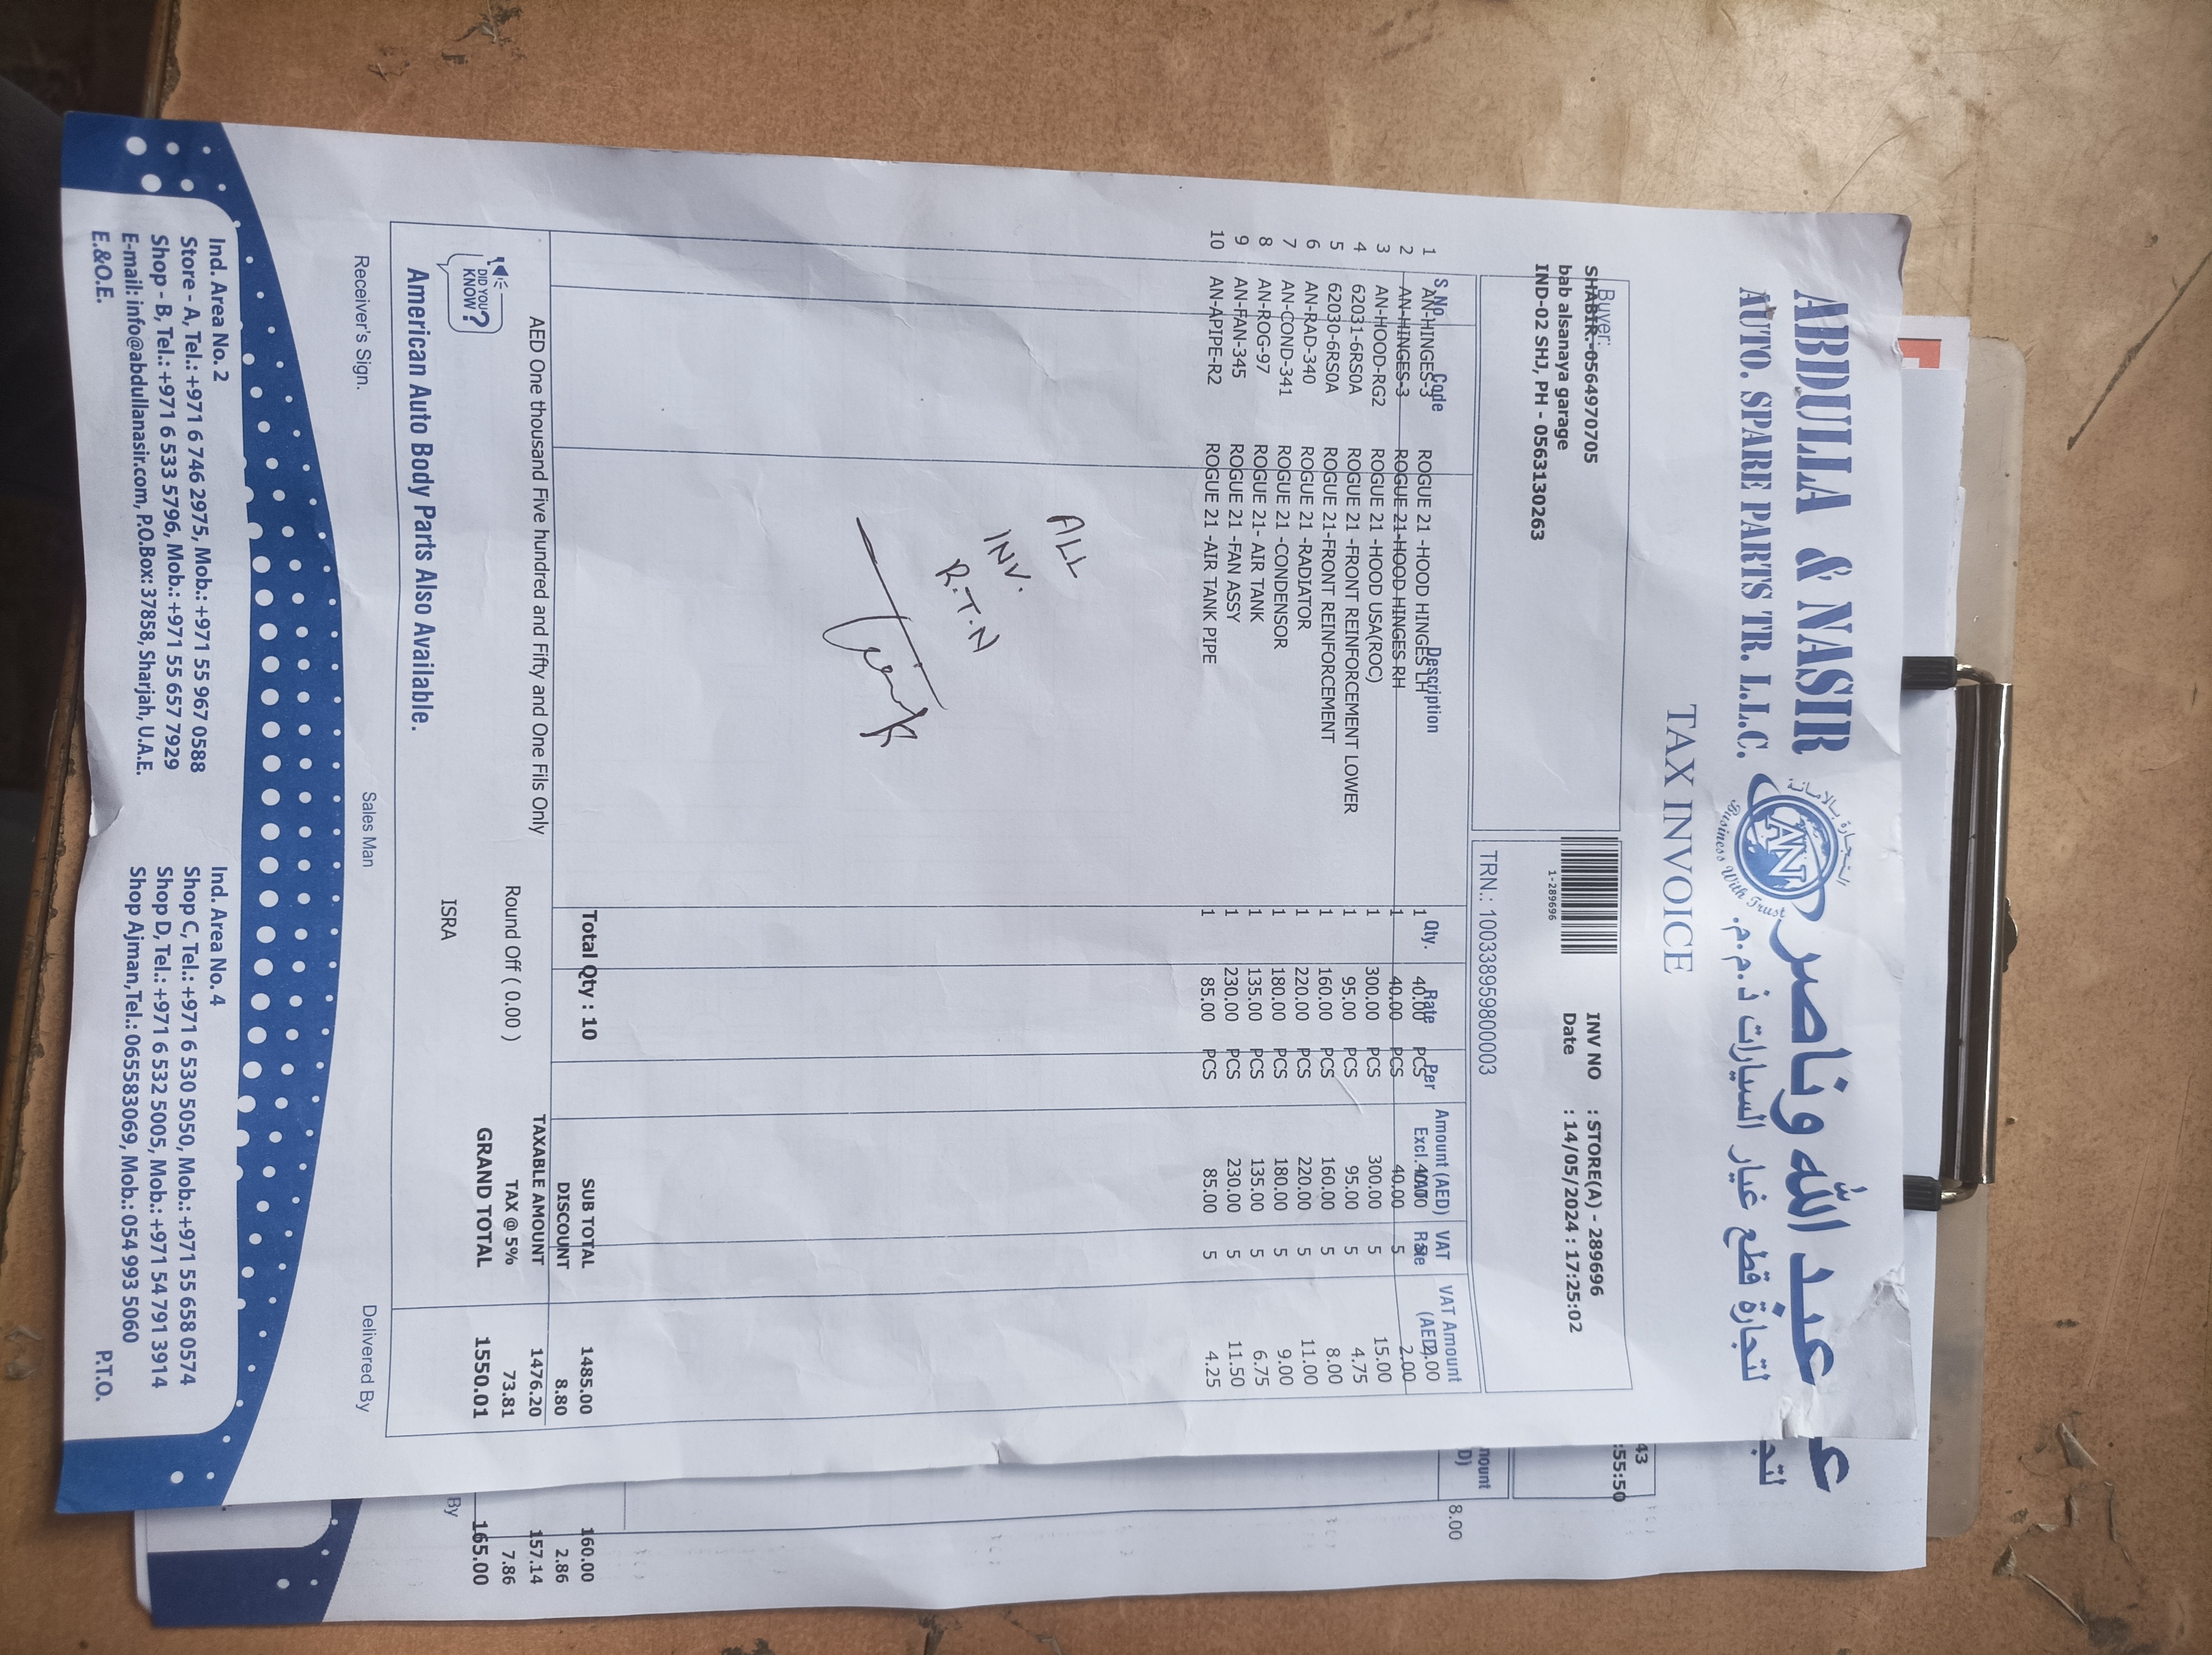 ABDULLA & NASIR عبد الله وناصر
AUTO. SPARE PARTS TR. L.L.C. لتجارة قطع غيار السيارات ذ.م.م.
التجارة بالامانة
AN
Business With Trust
TAX INVOICE
Buyer:
SHABIR.-0564970705
bab alsanaya garage
IND-02 SHJ, PH - 0563130263
1-289696
INV NO : STORE(A) - 289696
Date : 14/05/2024 : 17:25:02
TRN.: 100338959800003
S.No. Code Description Qty. Rate Per Amount (AED) Excl. VAT VAT Rate VAT Amount (AED)
1 AN-HINGES-3 ROGUE 21 -HOOD HINGES LH 1 40.00 PCS 40.00 5 2.00
2 AN-HINGES-3 ROGUE 21-HOOD HINGES RH 1 40.00 PCS 40.00 5 2.00
3 AN-HOOD-RG2 ROGUE 21 -HOOD USA(ROC) 1 300.00 PCS 300.00 5 15.00
4 62031-6RS0A ROGUE 21 -FRONT REINFORCEMENT LOVER 1 95.00 PCS 95.00 5 4.75
5 62030-6RS0A ROGUE 21-FRONT REINFORCEMENT 1 160.00 PCS 160.00 5 8.00
6 AN-RAD-340 ROGUE 21 -RADIATOR 1 220.00 PCS 220.00 5 11.00
7 AN-COND-341 ROGUE 21 -CONDENSOR 1 180.00 PCS 180.00 5 9.00
8 AN-ROG-97 ROGUE 21- AIR TANK 1 135.00 PCS 135.00 5 6.75
9 AN-FAN-345 ROGUE 21 -FAN ASSY 1 230.00 PCS 230.00 5 11.50
10 AN-APIPE-R2 ROGUE 21 -AIR TANK PIPE 1 85.00 PCS 85.00 5 4.25
ALL
INV.
R.T.N
Total Qty : 10 SUB TOTAL 1485.00
DISCOUNT 8.80
AED One thousand Five hundred and Fifty and One Fils Only TAXABLE AMOUNT 1476.20
Round Off ( 0.00 ) TAX @ 5% 73.81
DID YOU KNOW? GRAND TOTAL 1550.01
ISRA
American Auto Body Parts Also Available.
Receiver's Sign. Sales Man Delivered By
Ind. Area No. 2
Store - A, Tel.: +971 6 746 2975, Mob.: +971 55 967 0588
Shop - B, Tel.: +971 6 533 5796, Mob.: +971 55 657 7929
E-mail: info@abdullanasir.com, P.O.Box: 37858, Sharjah, U.A.E.
E.&O.E.
Ind. Area No. 4
Shop C, Tel.: +971 6 530 5050, Mob.: +971 55 658 0574
Shop D, Tel.: +971 6 532 5005, Mob.: +971 54 791 3914
Shop Ajman,Tel.: 065583069, Mob.: 054 993 5060
P.T.O.
43
:55:50
nount
D)
8.00
160.00
2.86
157.14
7.86
165.00
By